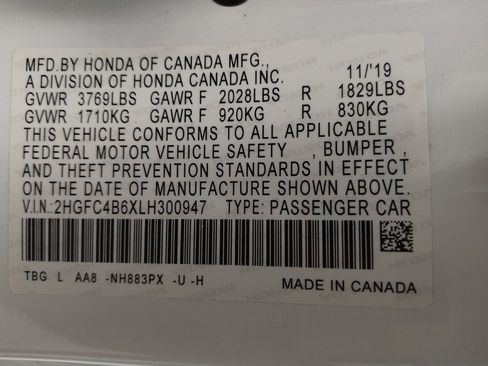 MFD.BY HONDA OF CANADA MFG.,
A DIVISION OF HONDA CANADA INC. 11/'19
GVWR 3769LBS GAWR F 2028LBS R 1829LBS
GVWR 1710KG GAWR F 920KG R 830KG
THIS VEHICLE CONFORMS TO ALL APPLICABLE
FEDERAL MOTOR VEHICLE SAFETY , BUMPER ,
AND THEFT PREVENTION STANDARDS IN EFFECT
ON THE DATE OF MANUFACTURE SHOWN ABOVE.
V.I.N.:2HGFC4B6XLH300947 TYPE: PASSENGER CAR
TBG L AA8 -NH883PX -U -H
MADE IN CANADA